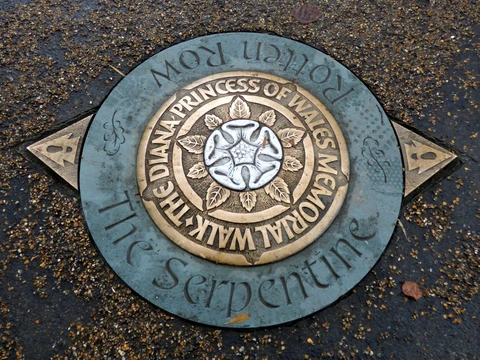 Rotten Row
THE DIANA·PRINCESS OF WALES MEMORIAL WALK·
The Serpentine